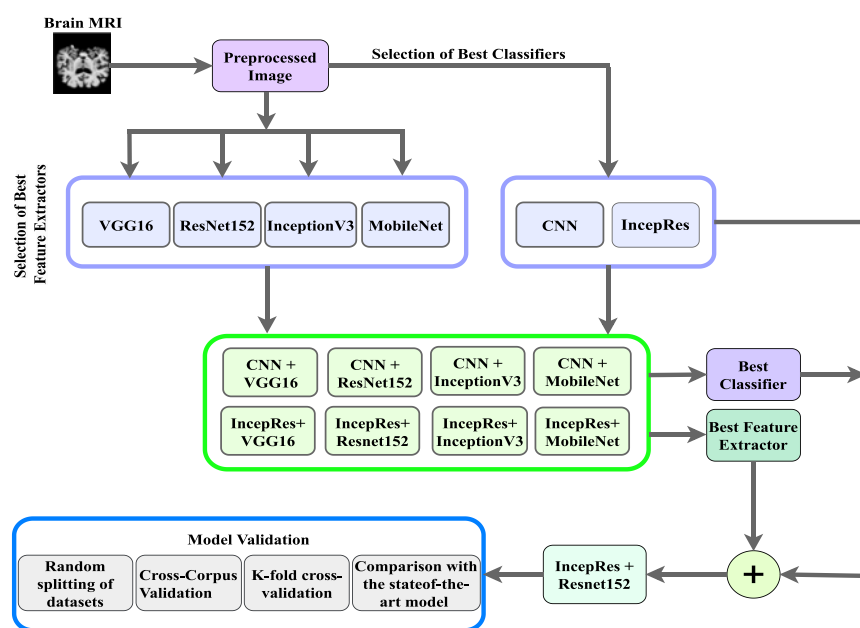 Brain MRI
Preprocessed
Image
Selection of Best Classifiers
Selection of Best
Feature Extractors
VGG16
ResNet152
InceptionV3
MobileNet
CNN
IncepRes
CNN +
VGG16
CNN +
ResNet152
CNN +
InceptionV3
CNN +
MobileNet
IncepRes+
VGG16
IncepRes+
Resnet152
IncepRes+
InceptionV3
IncepRes+
MobileNet
Best
Classifier
Best Feature
Extractor
+
IncepRes +
Resnet152
Model Validation
Random
splitting of
datasets
Cross-Corpus
Validation
K-fold cross-
validation
Comparison with
the stateof-the-
art model